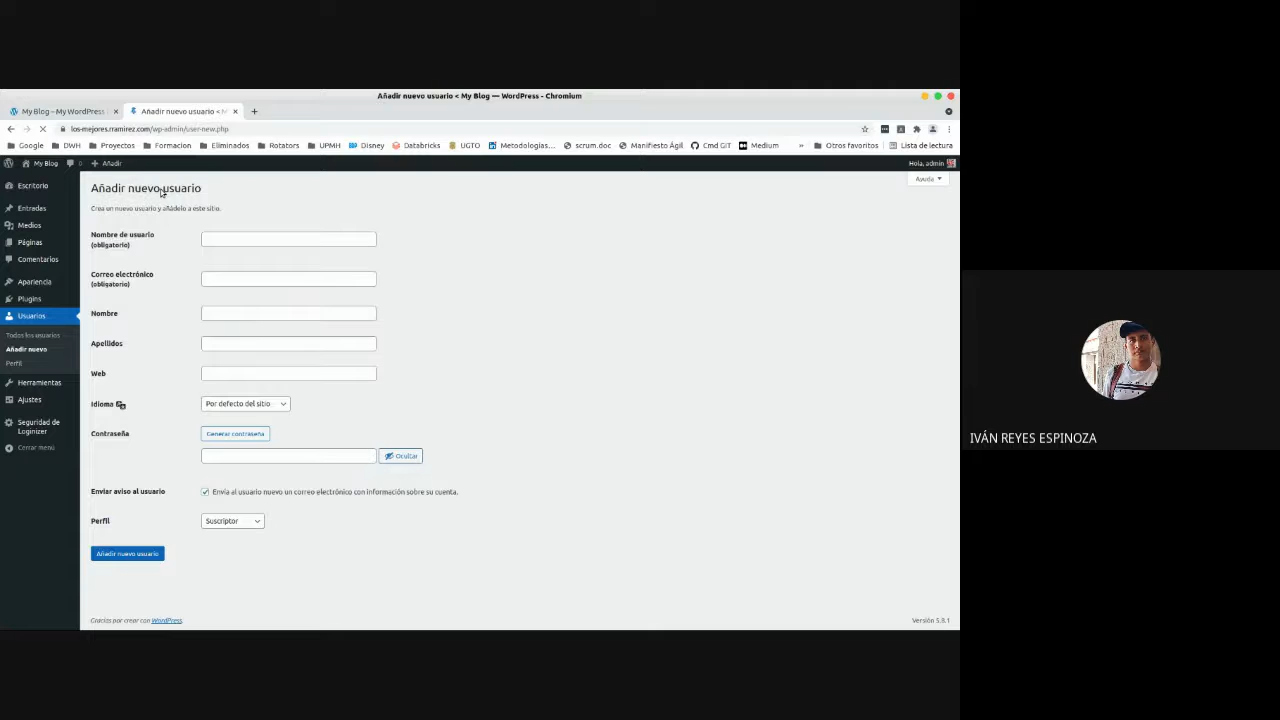 Añadir nuevo usuario < My Blog — WordPress - Chromium
My Blog – My WordPress
Añadir nuevo usuario < M
los-mejores.rramirez.com/wp-admin/user-new.php
Google DWH Proyectos Formacion Eliminados Rotators UPMH Disney Databricks UGTO Metodologías... scrum.doc Manifiesto Ágil Cmd GIT Medium » Otros favoritos Lista de lectura
My Blog 0 Añadir Hola, admin
Ayuda
Escritorio
Entradas
Medios
Páginas
Comentarios
Apariencia
Plugins
Usuarios
Todos los usuarios
Añadir nuevo
Perfil
Herramientas
Ajustes
Seguridad de
Loginizer
Cerrar menú
Añadir nuevo usuario
Crea un nuevo usuario y añádelo a este sitio.
Nombre de usuario
(obligatorio)
Correo electrónico
(obligatorio)
Nombre
Apellidos
Web
Idioma Por defecto del sitio
Contraseña Generar contraseña
Ocultar
Enviar aviso al usuario Envía al usuario nuevo un correo electrónico con información sobre su cuenta.
Perfil Suscriptor
Añadir nuevo usuario
Gracias por crear con WordPress.
Versión 5.8.1
IVÁN REYES ESPINOZA